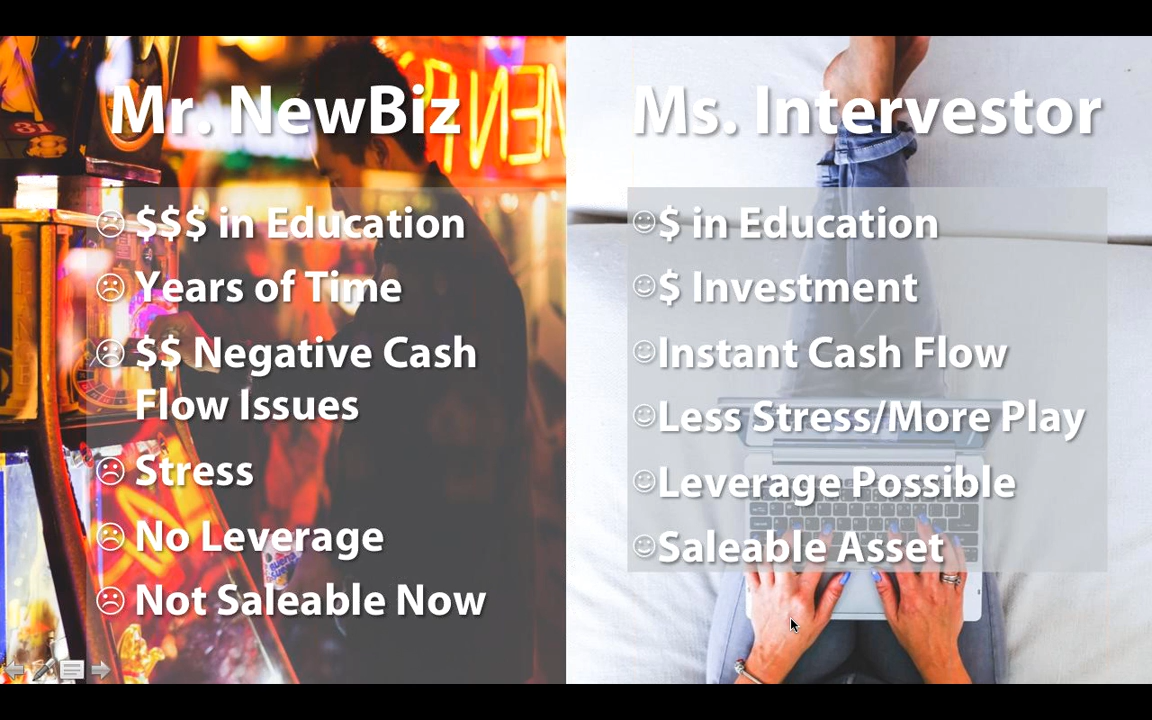 Mr. NewBiz
$$$ in Education
Years of Time
$$ Negative Cash
Flow Issues
Stress
No Leverage
Not Saleable Now
Ms. Intervestor
$ in Education
$ Investment
Instant Cash Flow
Less Stress/More Play
Leverage Possible
Saleable Asset
31